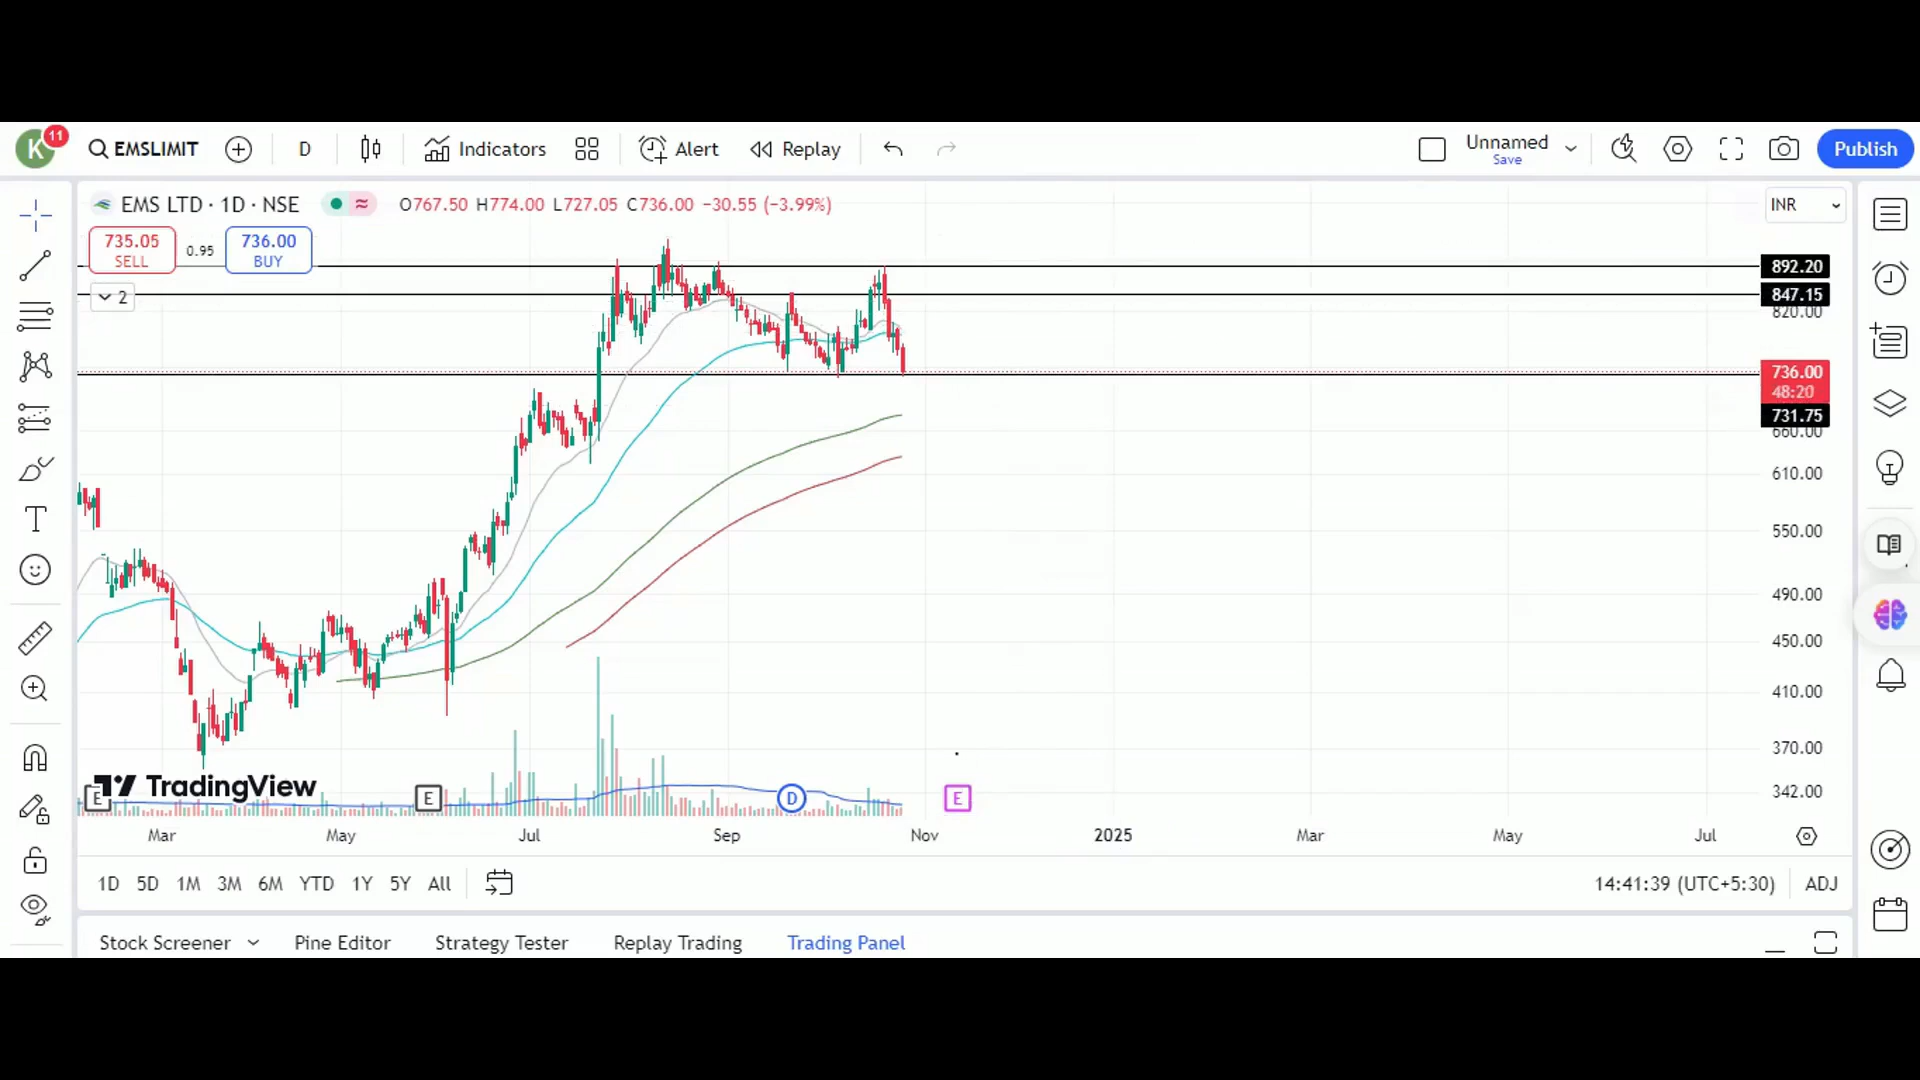 K 11 EMSLIMIT D Indicators Alert Replay Unnamed Save Publish
EMS LTD · 1D · NSE O767.50 H774.00 L727.05 C736.00 −30.55 (−3.99%) INR
735.05 SELL 0.95 736.00 BUY
2
892.20
847.15
820.00
736.00
48:20
731.75
660.00
610.00
550.00
490.00
450.00
410.00
370.00
342.00
TradingView
E E D E
Mar May Jul Sep Nov 2025 Mar May Jul
1D 5D 1M 3M 6M YTD 1Y 5Y All 14:41:39 (UTC+5:30) ADJ
Stock Screener Pine Editor Strategy Tester Replay Trading Trading Panel